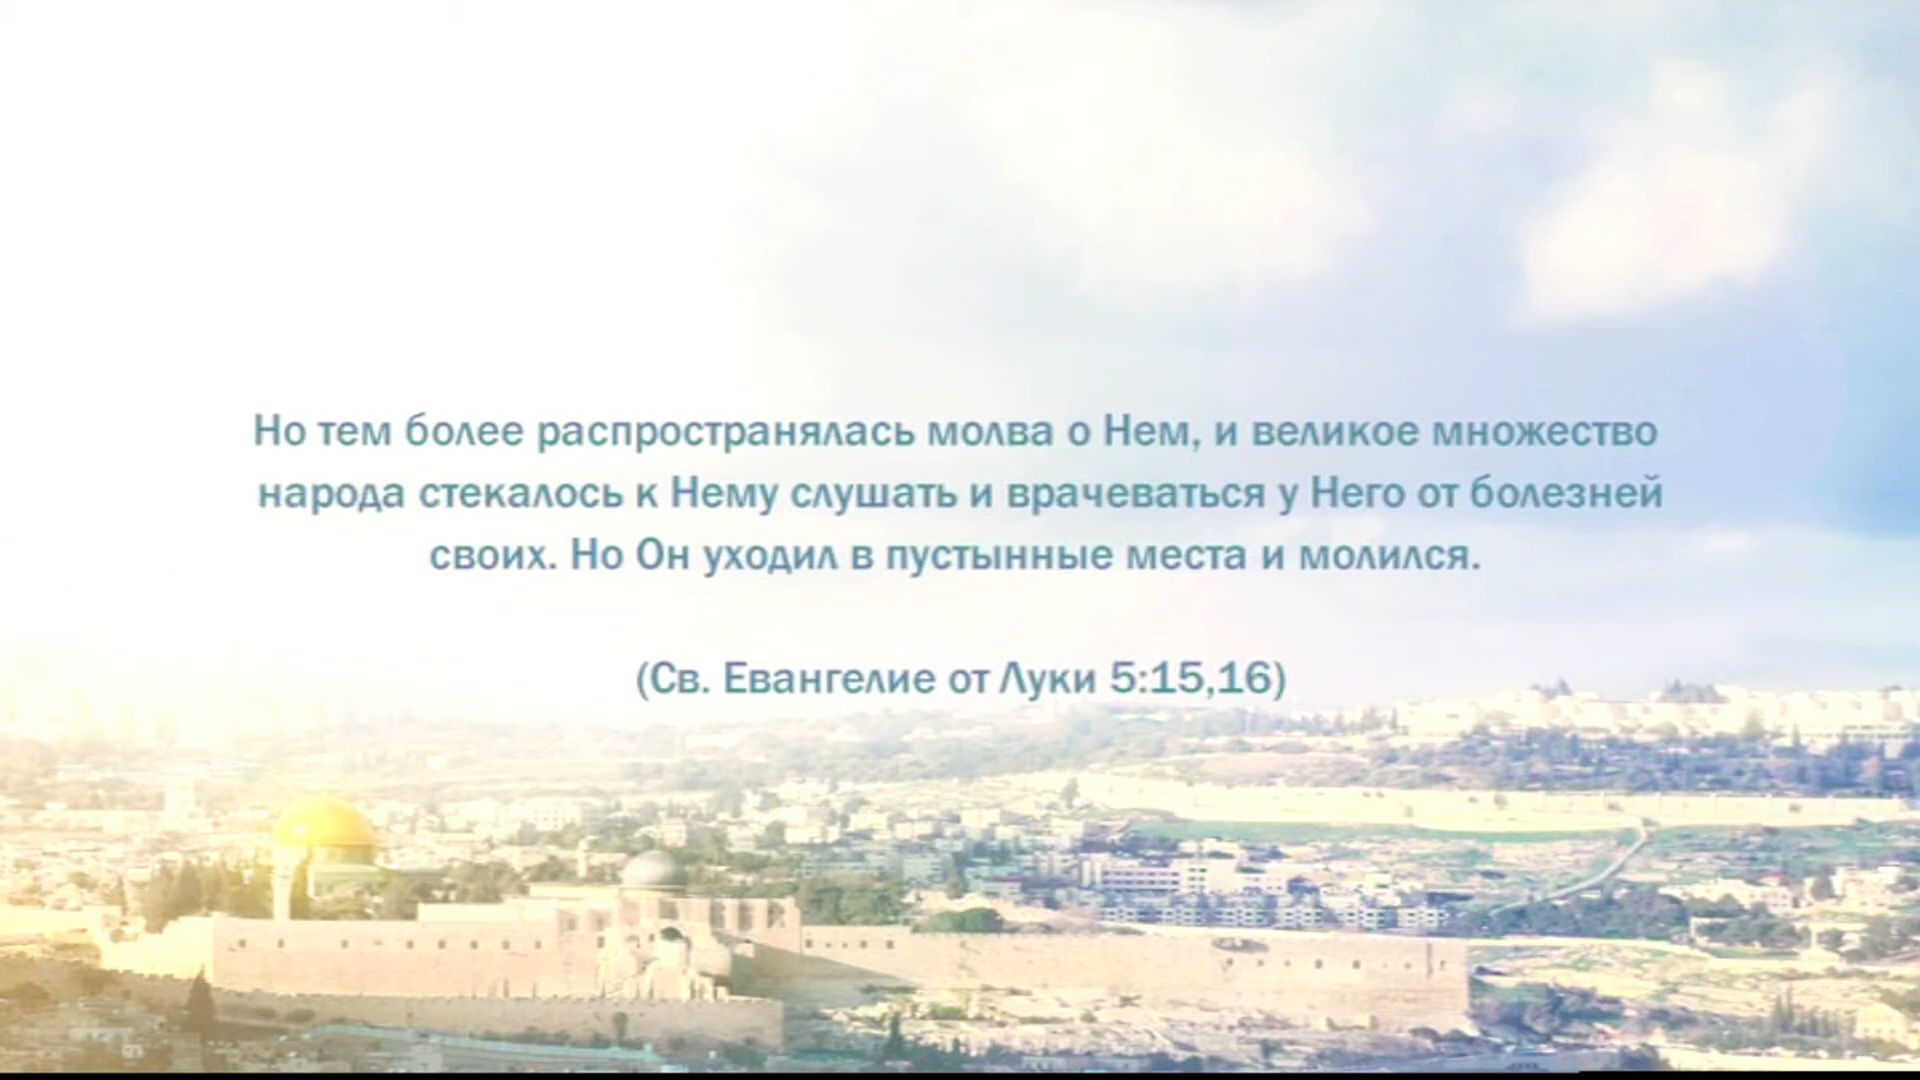 Но тем более распространялась молва о Нем, и великое множество
народа стекалось к Нему слушать и врачеваться у Него от болезней
своих. Но Он уходил в пустынные места и молился.
(Св. Евангелие от Луки 5:15,16)